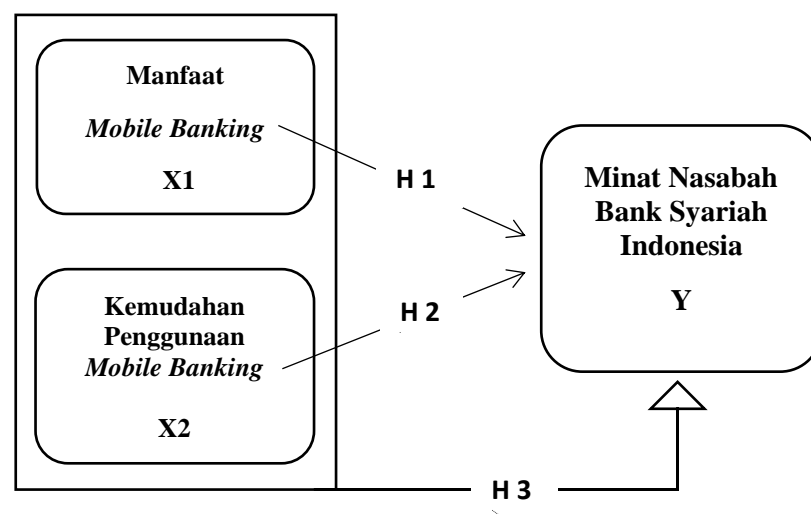 Manfaat
Mobile Banking
X1
H 1
Kemudahan
Penggunaan
Mobile Banking
X2
H 2
Minat Nasabah
Bank Syariah
Indonesia
Y
H 3